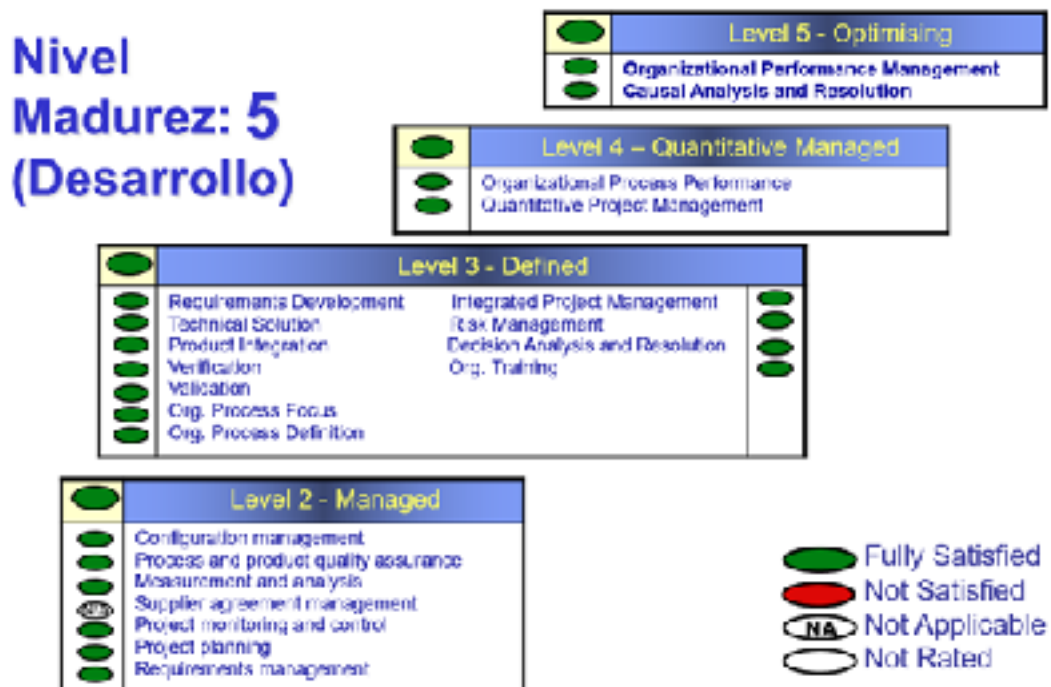 Nivel
Madurez: 5
(Desarrollo)
Level 5 - Optimising
Organizational Performance Management
Causal Analysis and Resolution
Level 4 – Quantitative Managed
Organizational Process Performance
Quantitative Project Management
Level 3 - Defined
Requirements Development
Technical Solution
Product Integration
Verification
Validation
Org. Process Focus
Org. Process Definition
Integrated Project Management
Risk Management
Decision Analysis and Resolution
Org. Training
Level 2 - Managed
Configuration management
Process and product quality assurance
Measurement and analysis
NA
Supplier agreement management
Project monitoring and control
Project planning
Requirements management
Fully Satisfied
Not Satisfied
NA Not Applicable
Not Rated